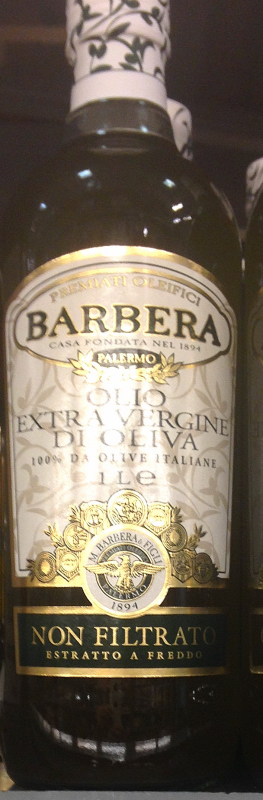 PREMIATI OLEIFICI
BARBERA
CASA FONDATA NEL 1894
PALERMO
OLIO
EXTRA VERGINE
DI OLIVA
100% DA OLIVE ITALIANE
1 L e
M. BARBERA & FIGLI
PALERMO
1894
NON FILTRATO
ESTRATTO A FREDDO